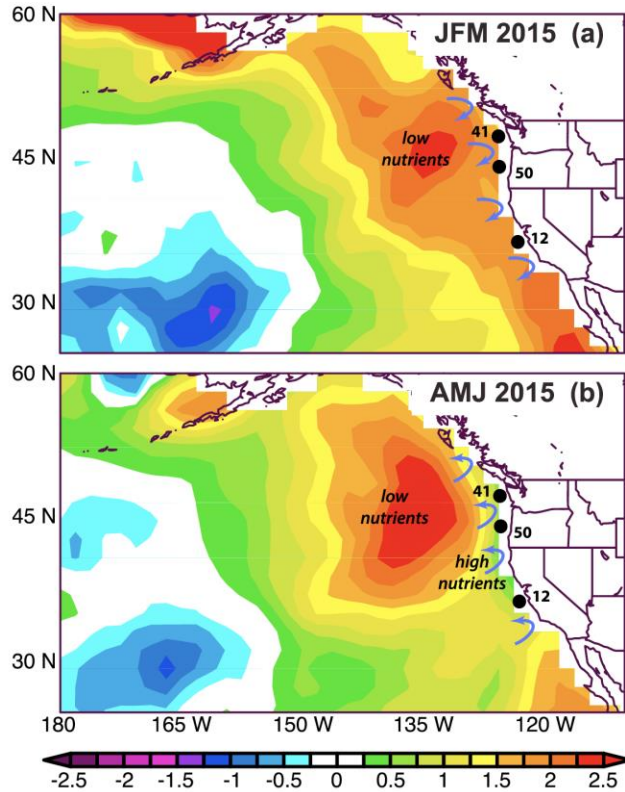 60 N
JFM 2015 (a)
low
nutrients
41
45 N
50
12
30 N
60 N
AMJ 2015 (b)
low
nutrients
41
45 N
50
high
nutrients
12
30 N
180 165 W 150 W 135 W 120 W
-2.5 -2 -1.5 -1 -0.5 0 0.5 1 1.5 2 2.5